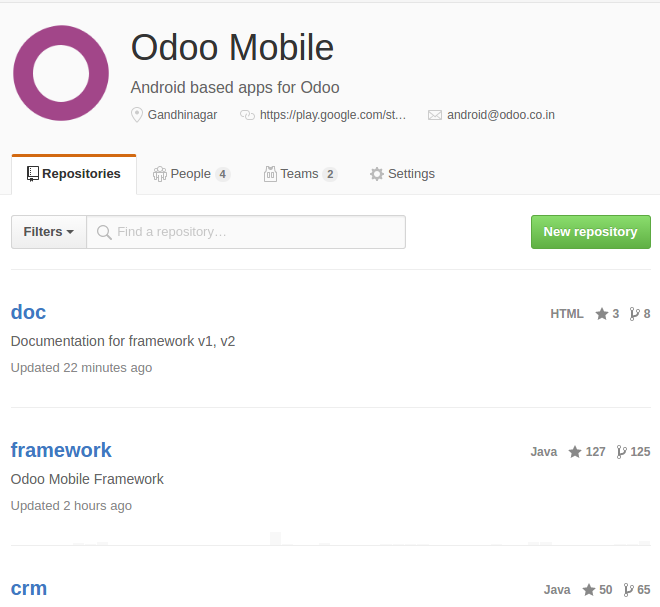 Odoo Mobile
Android based apps for Odoo
Gandhinagar https://play.google.com/st… android@odoo.co.in
Repositories People 4 Teams 2 Settings
Filters Find a repository… New repository
doc HTML 3 8
Documentation for framework v1, v2
Updated 22 minutes ago
framework Java 127 125
Odoo Mobile Framework
Updated 2 hours ago
crm Java 50 65